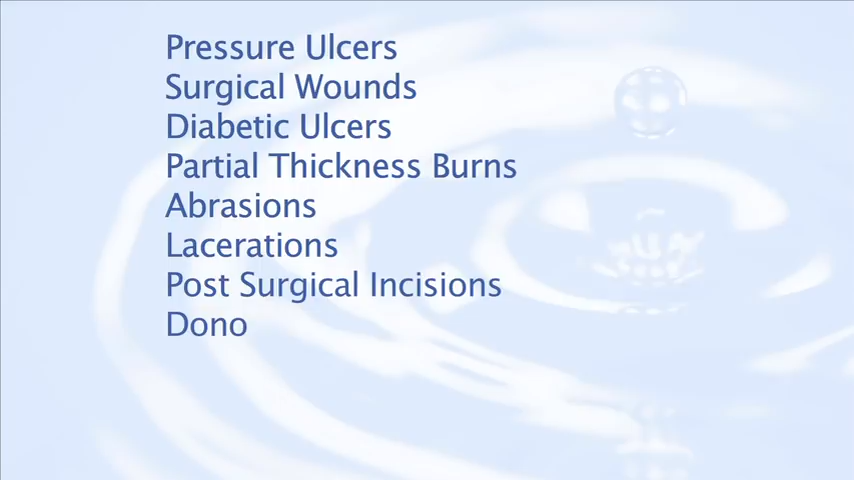 Pressure Ulcers
Surgical Wounds
Diabetic Ulcers
Partial Thickness Burns
Abrasions
Lacerations
Post Surgical Incisions
Dono